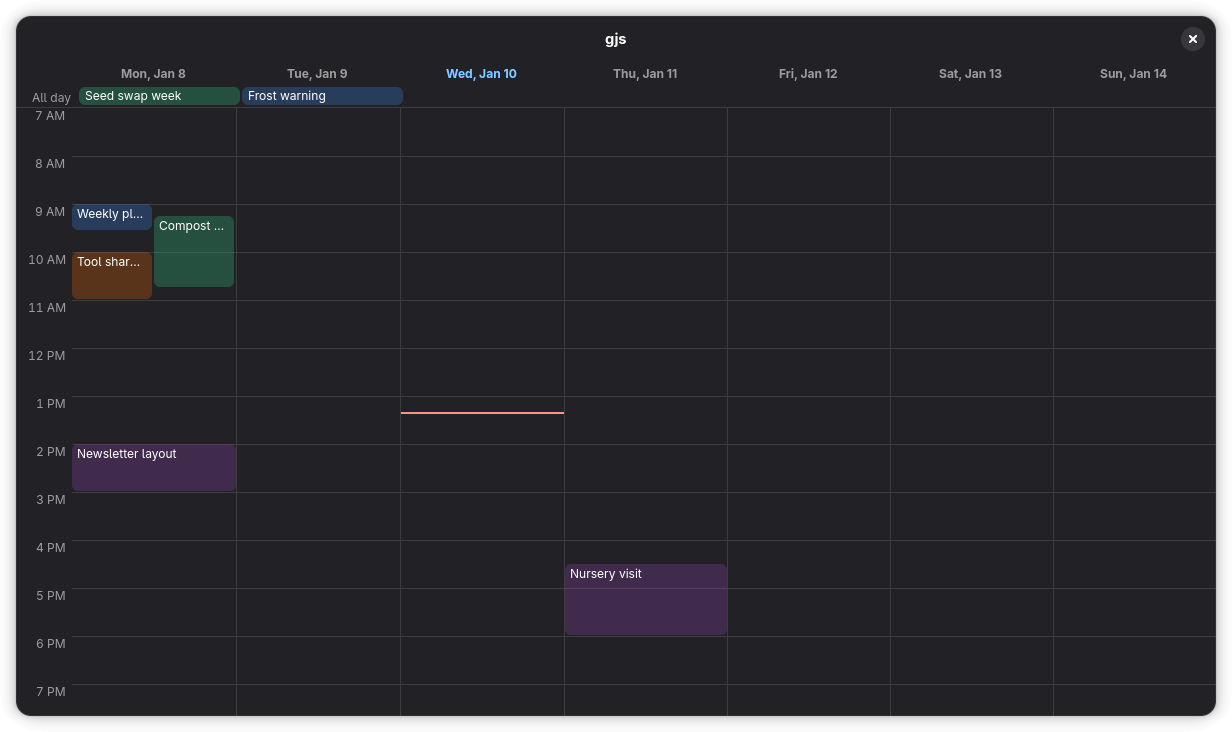 gjs
Mon, Jan 8
Tue, Jan 9
Wed, Jan 10
Thu, Jan 11
Fri, Jan 12
Sat, Jan 13
Sun, Jan 14
All day
Seed swap week
Frost warning
7 AM
8 AM
9 AM
Weekly pl...
Compost ...
10 AM
Tool shar...
11 AM
12 PM
1 PM
2 PM
Newsletter layout
3 PM
4 PM
Nursery visit
5 PM
6 PM
7 PM